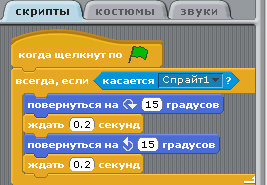 скрипты костюмы звуки
когда щелкнут по
всегда, если касается Спрайт1 ?
повернуться на 15 градусов
ждать 0.2 секунд
повернуться на 15 градусов
ждать 0.2 секунд